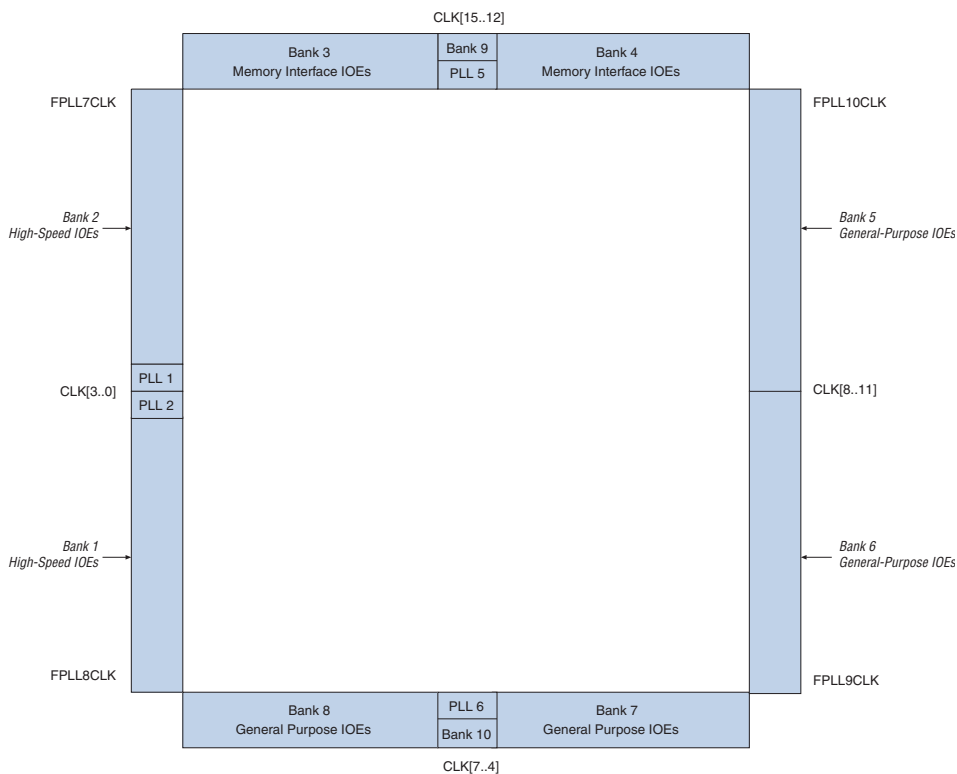 CLK[15..12]
Bank 3
Memory Interface IOEs
Bank 9
PLL 5
Bank 4
Memory Interface IOEs
FPLL7CLK
FPLL10CLK
Bank 2
High-Speed IOEs
Bank 5
General-Purpose IOEs
PLL 1
CLK[3..0]
PLL 2
CLK[8..11]
Bank 1
High-Speed IOEs
Bank 6
General-Purpose IOEs
FPLL8CLK
FPLL9CLK
Bank 8
General Purpose IOEs
PLL 6
Bank 10
Bank 7
General Purpose IOEs
CLK[7..4]